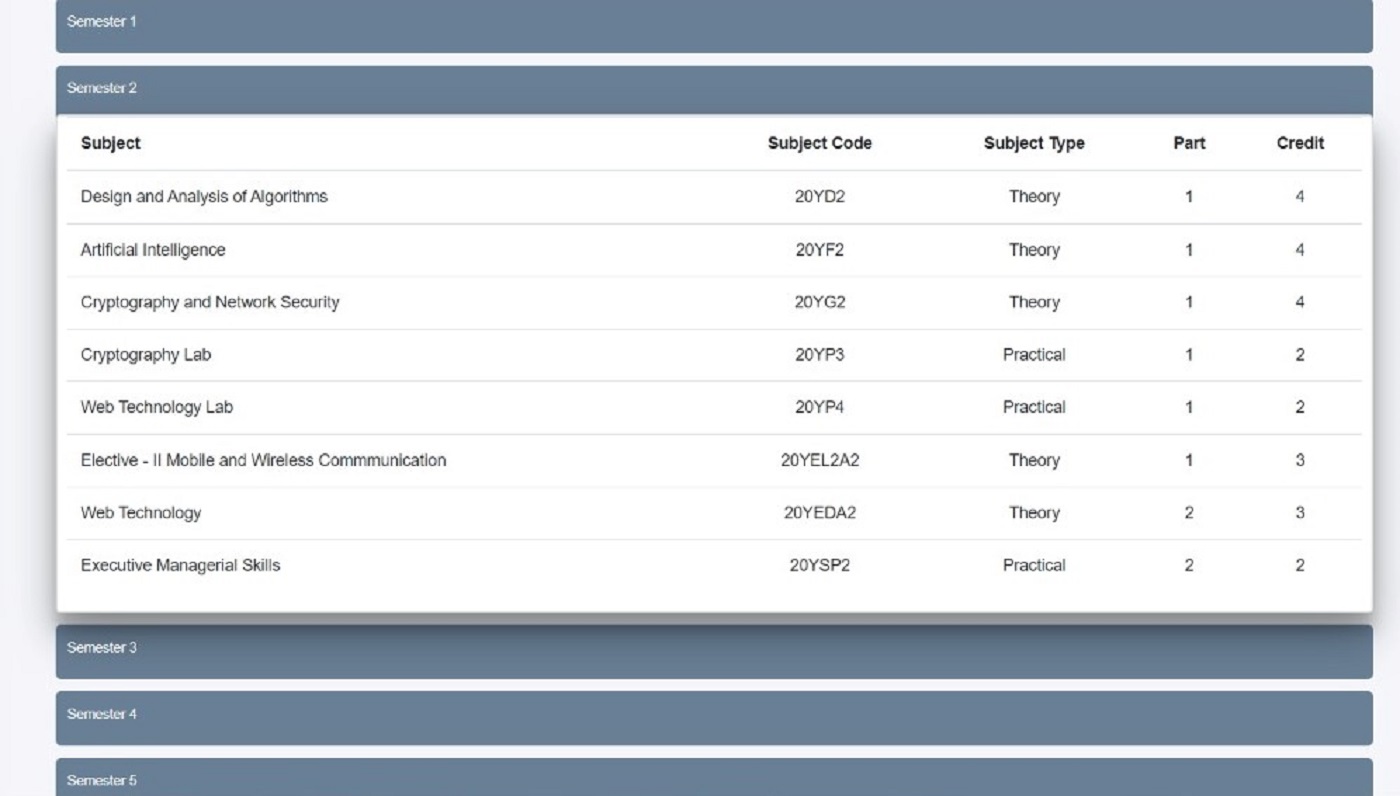 Semester 1
Semester 2
Subject Subject Code Subject Type Part Credit
Design and Analysis of Algorithms 20YD2 Theory 1 4
Artificial Intelligence 20YF2 Theory 1 4
Cryptography and Network Security 20YG2 Theory 1 4
Cryptography Lab 20YP3 Practical 1 2
Web Technology Lab 20YP4 Practical 1 2
Elective - II Mobile and Wireless Commmunication 20YEL2A2 Theory 1 3
Web Technology 20YEDA2 Theory 2 3
Executive Managerial Skills 20YSP2 Practical 2 2
Semester 3
Semester 4
Semester 5